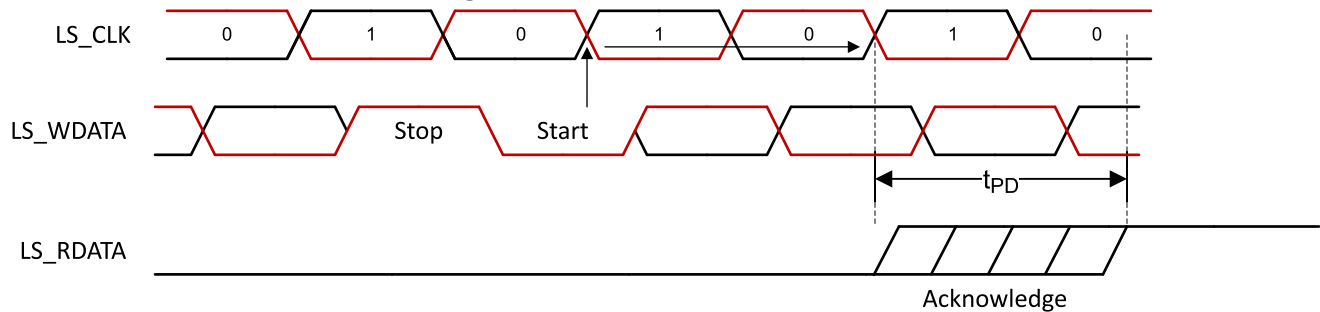 LS_CLK 0 1 0 1 0 1 0
LS_WDATA Stop Start
tPD
LS_RDATA
Acknowledge